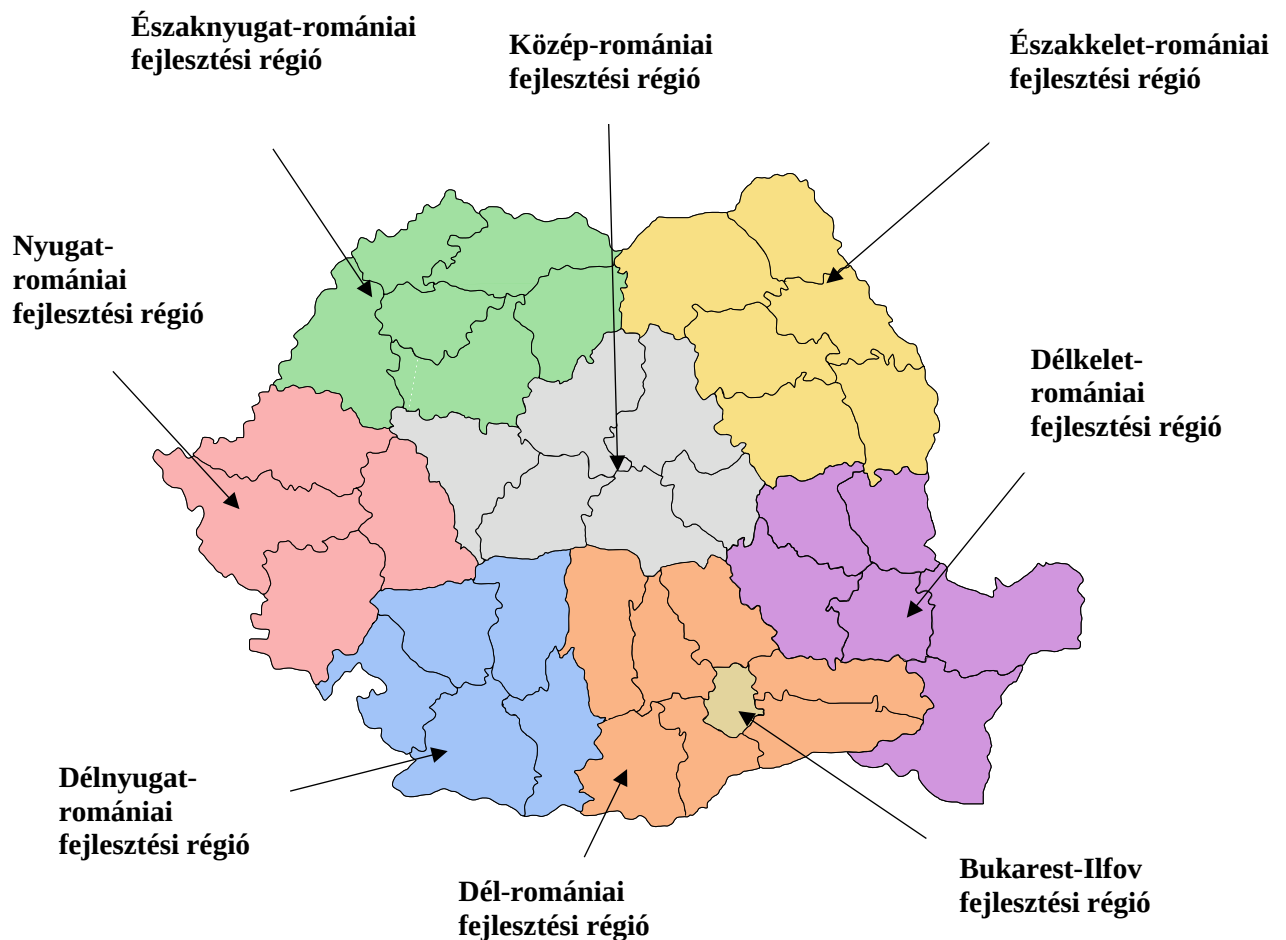 Északnyugat-romániai
fejlesztési régió
Közép-romániai
fejlesztési régió
Északkelet-romániai
fejlesztési régió
Nyugat-
romániai
fejlesztési régió
Délkelet-
romániai
fejlesztési régió
Délnyugat-
romániai
fejlesztési régió
Dél-romániai
fejlesztési régió
Bukarest-Ilfov
fejlesztési régió